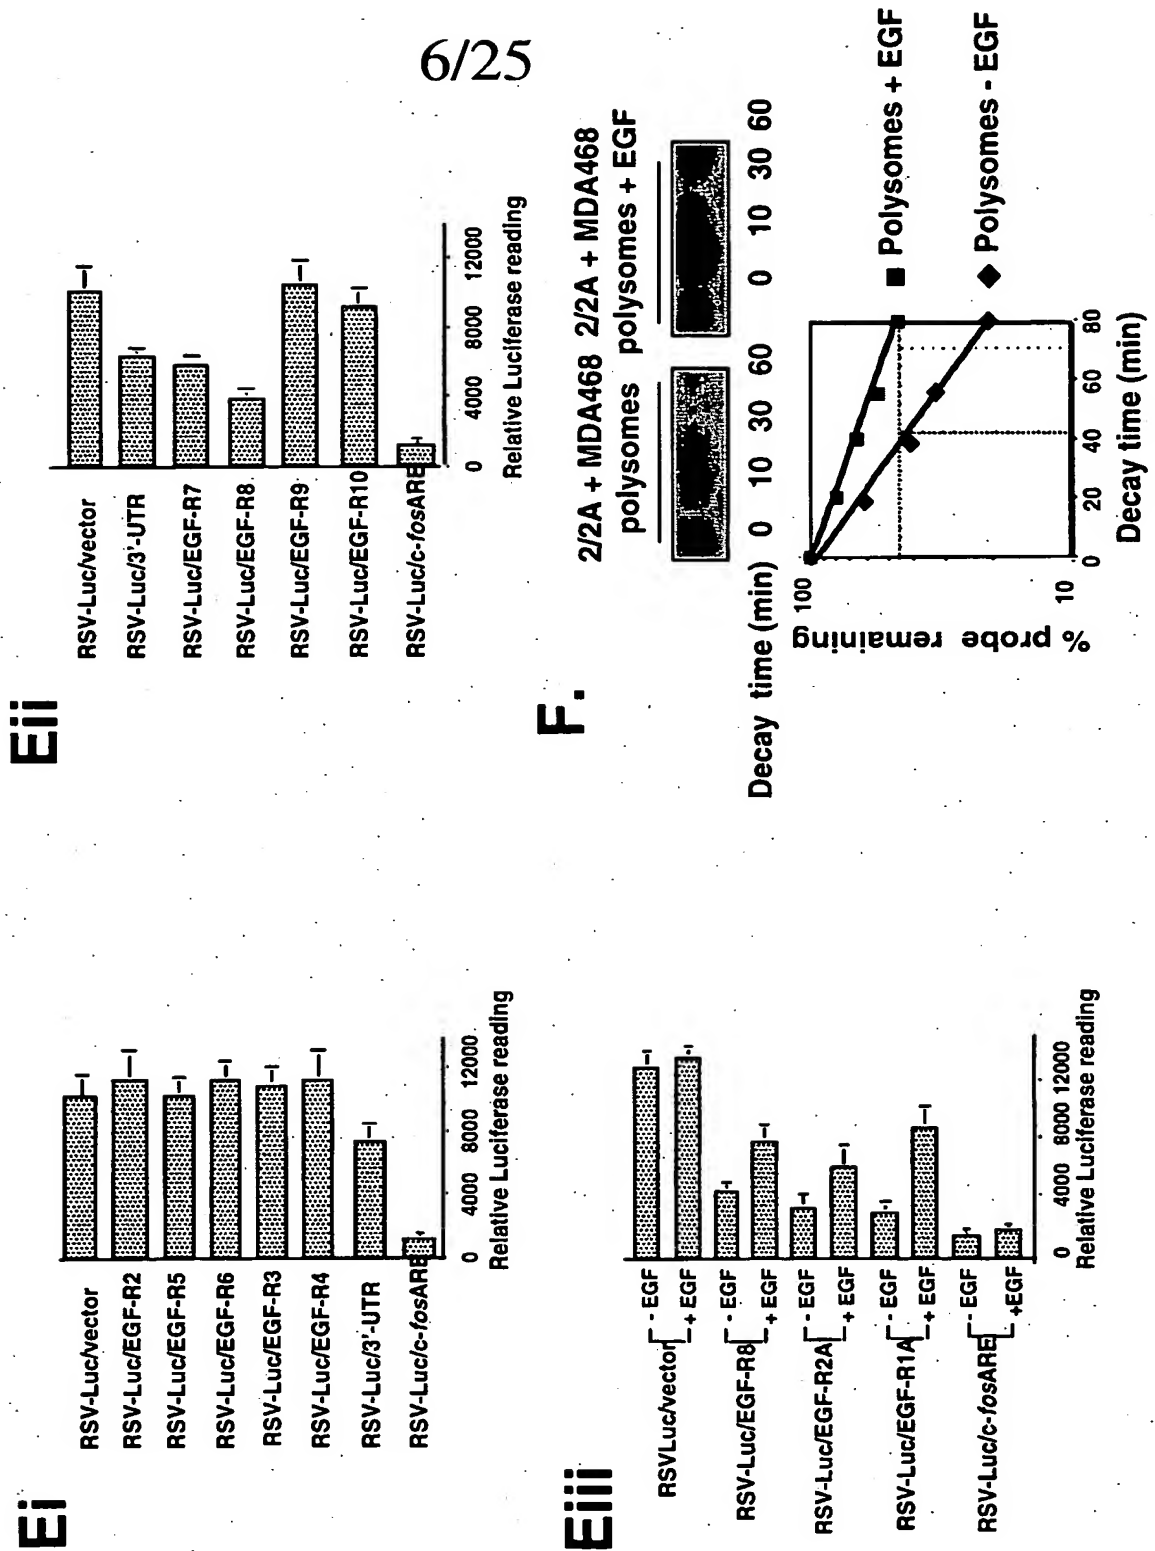 6/25
Ei
RSV-Luc/vector
RSV-Luc/EGF-R2
RSV-Luc/EGF-R5
RSV-Luc/EGF-R6
RSV-Luc/EGF-R3
RSV-Luc/EGF-R4
RSV-Luc/3'-UTR
RSV-Luc/c-fosARE
0 4000 8000 12000
Relative Luciferase reading
Eii
RSV-Luc/vector
RSV-Luc/3'-UTR
RSV-Luc/EGF-R7
RSV-Luc/EGF-R8
RSV-Luc/EGF-R9
RSV-Luc/EGF-R10
RSV-Luc/c-fosARE
0 4000 8000 12000
Relative Luciferase reading
Eiii
RSVLuc/vector
- EGF
+ EGF
RSV-Luc/EGF-R8
- EGF
+ EGF
RSV-Luc/EGF-R2A
- EGF
+ EGF
RSV-Luc/EGF-R1A
- EGF
+ EGF
RSV-Luc/c-fosARE
- EGF
+EGF
0 4000 8000 12000
Relative Luciferase reading
F.
2/2A + MDA468 2/2A + MDA468
polysomes polysomes + EGF
Decay time (min) 0 10 30 60 0 10 30 60
100
10
% probe remaining
0 20 40 60 80
Decay time (min)
Polysomes + EGF
Polysomes - EGF